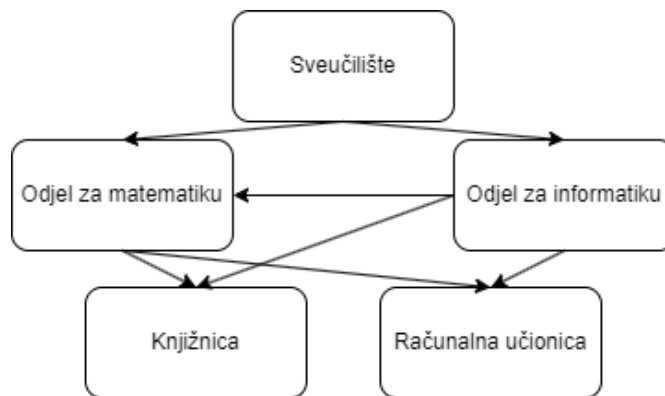 Sveučilište
Odjel za matematiku
Odjel za informatiku
Knjižnica
Računalna učionica